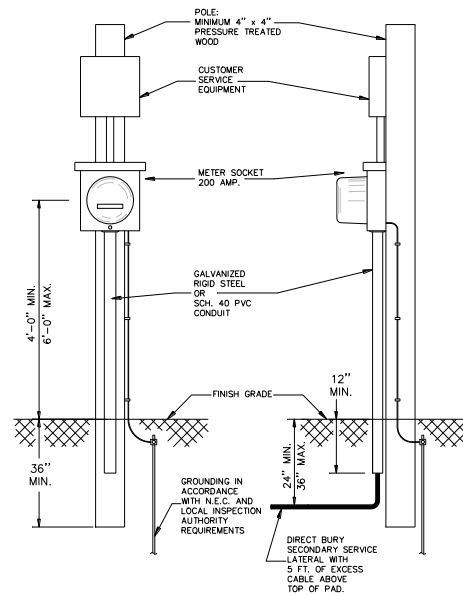 POLE:
MINIMUM 4" x 4"
PRESSURE TREATED
WOOD
CUSTOMER
SERVICE
EQUIPMENT
METER SOCKET
200 AMP.
GALVANIZED
RIGID STEEL
OR
SCH. 40 PVC
CONDUIT
4'-0" MIN.
6'-0" MAX.
12"
MIN.
FINISH GRADE
36"
MIN.
24" MIN.
36" MAX.
GROUNDING IN
ACCORDANCE
WITH N.E.C. AND
LOCAL INSPECTION
AUTHORITY
REQUIREMENTS
DIRECT BURY
SECONDARY SERVICE
LATERAL WITH
5 FT. OF EXCESS
CABLE ABOVE
TOP OF PAD.